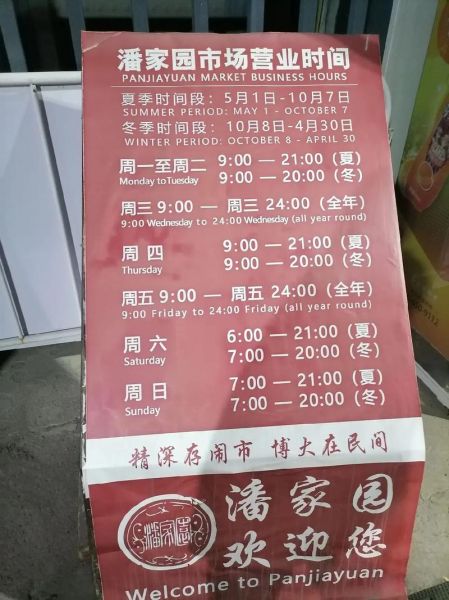 潘家园市场营业时间
PANJIAYUAN MARKET BUSINESS HOURS
夏季时间段：5月1日-10月7日
SUMMER PERIOD: MAY 1 - OCTOBER 7
冬季时间段：10月8日-4月30日
WINTER PERIOD: OCTOBER 8 - APRIL 30
周一至周二 9:00 — 21:00（夏）
Monday to Tuesday 9:00 — 20:00（冬）
周三 9:00 — 周三 24:00（全年）
9:00 Wednesday to 24:00 Wednesday (all year round)
周四 9:00 — 21:00（夏）
Thursday 9:00 — 20:00（冬）
周五 9:00 — 周五 24:00（全年）
9:00 Friday to 24:00 Friday (all year round)
周六 6:00 — 21:00（夏）
Saturday 7:00 — 20:00（冬）
周日 7:00 — 21:00（夏）
Sunday 7:00 — 20:00（冬）
精深存闹市 博大在民间
潘家园
潘家园
欢迎您
Welcome to Panjiayuan